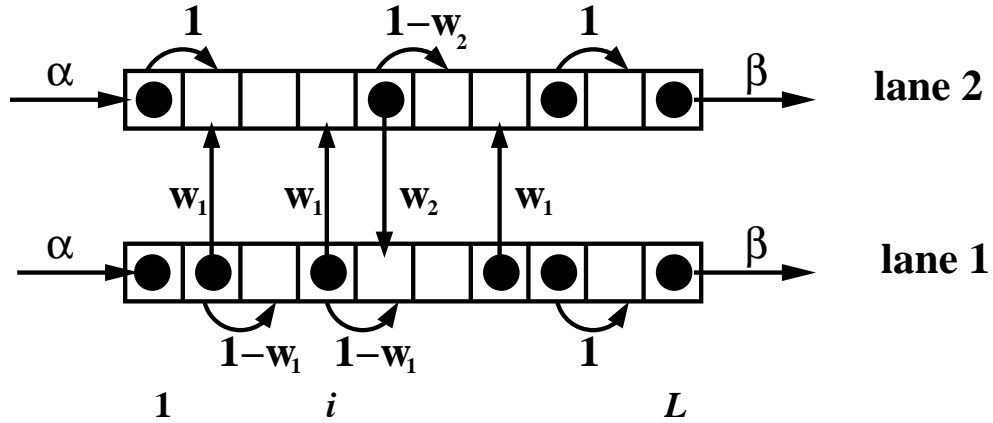 1 1−w₂ 1
α β lane 2
w₁ w₁ w₂ w₁
α β lane 1
1−w₁ 1−w₁ 1
1 i L